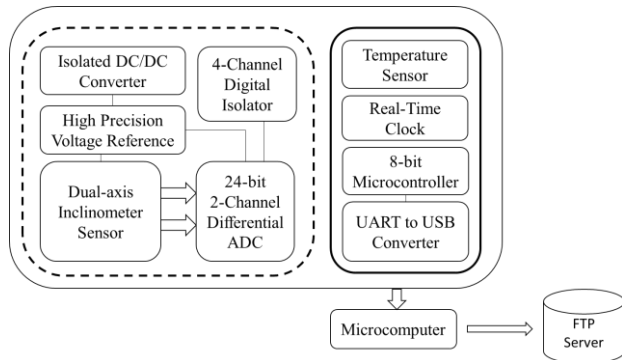 Isolated DC/DC
Converter
4-Channel
Digital
Isolator
High Precision
Voltage Reference
Dual-axis
Inclinometer
Sensor
24-bit
2-Channel
Differential
ADC
Temperature
Sensor
Real-Time
Clock
8-bit
Microcontroller
UART to USB
Converter
Microcomputer
FTP
Server